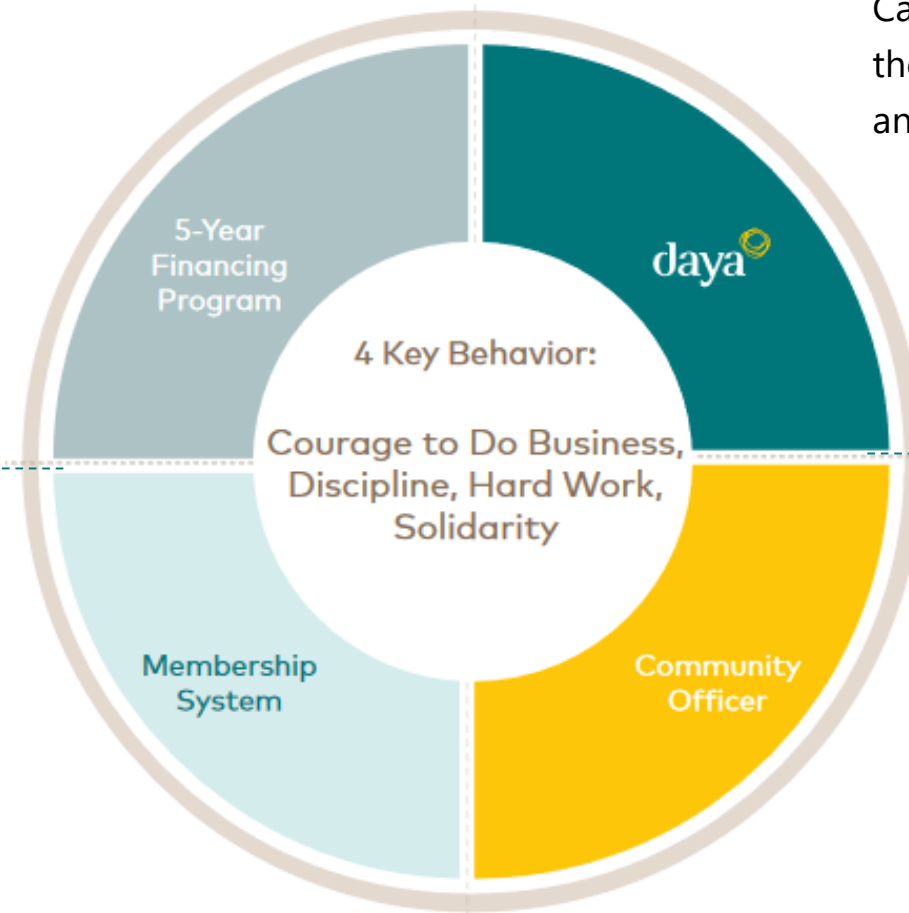 5-Year
Financing
Program
daya
4 Key Behavior:
Courage to Do Business,
Discipline, Hard Work,
Solidarity
Membership
System
Community
Officer